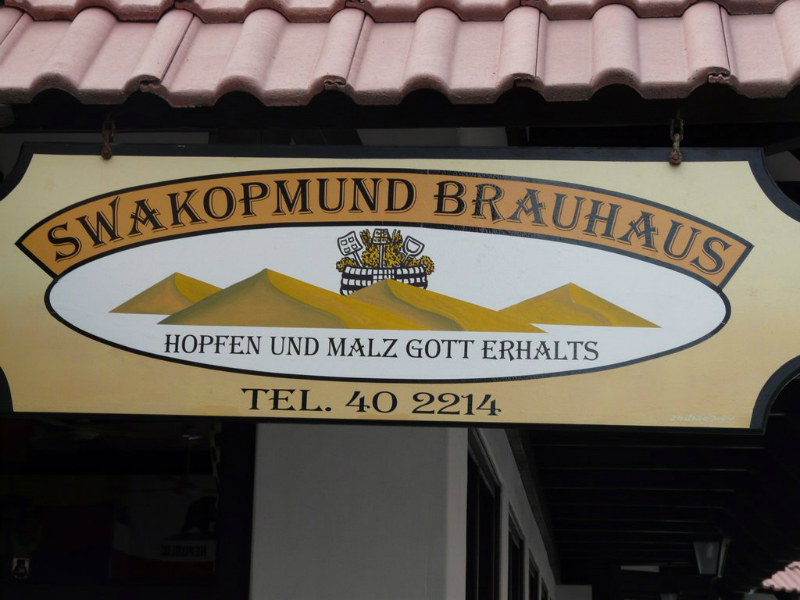 SWAKOPMUND BRAUHAUS
HOPFEN UND MALZ GOTT ERHALTS
TEL. 40 2214